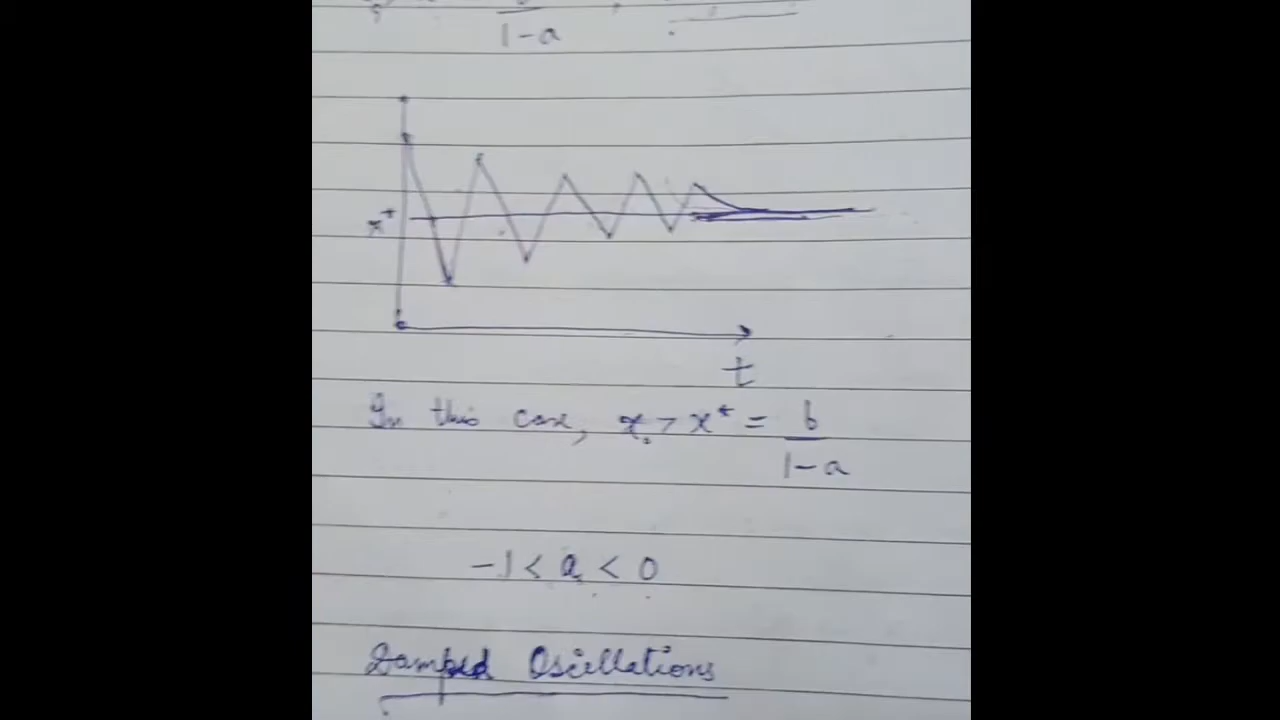 1-a
x*
t
In this case, x₀ > x* = b / 1-a
-1 < a < 0
Damped Oscillations